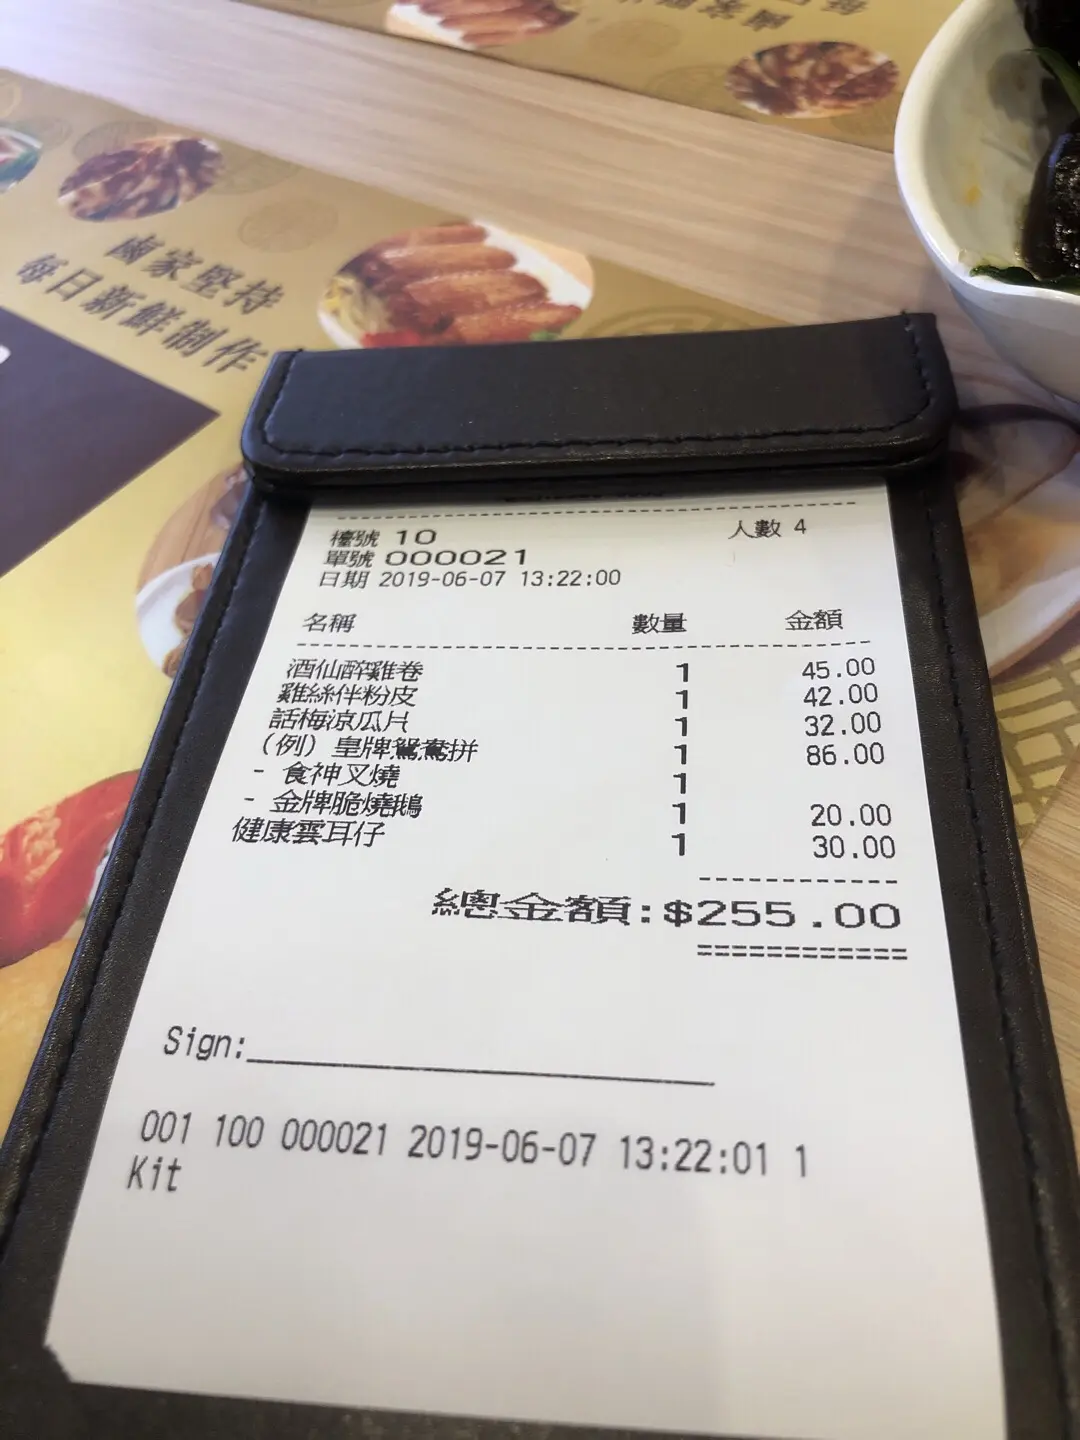 鹵家堅持
每日新鮮制作
檯號 10 人數 4
單號 000021
日期 2019-06-07 13:22:00
名稱 數量 金額
酒仙醉雞卷 1 45.00
雞絲伴粉皮 1 42.00
話梅涼瓜片 1 32.00
（例）皇牌鴛鴦拼 1 86.00
- 食神叉燒 1
- 金牌脆燒鵝 1 20.00
健康雲耳仔 1 30.00
總金額:$255.00
Sign:
001 100 000021 2019-06-07 13:22:01 1
Kit